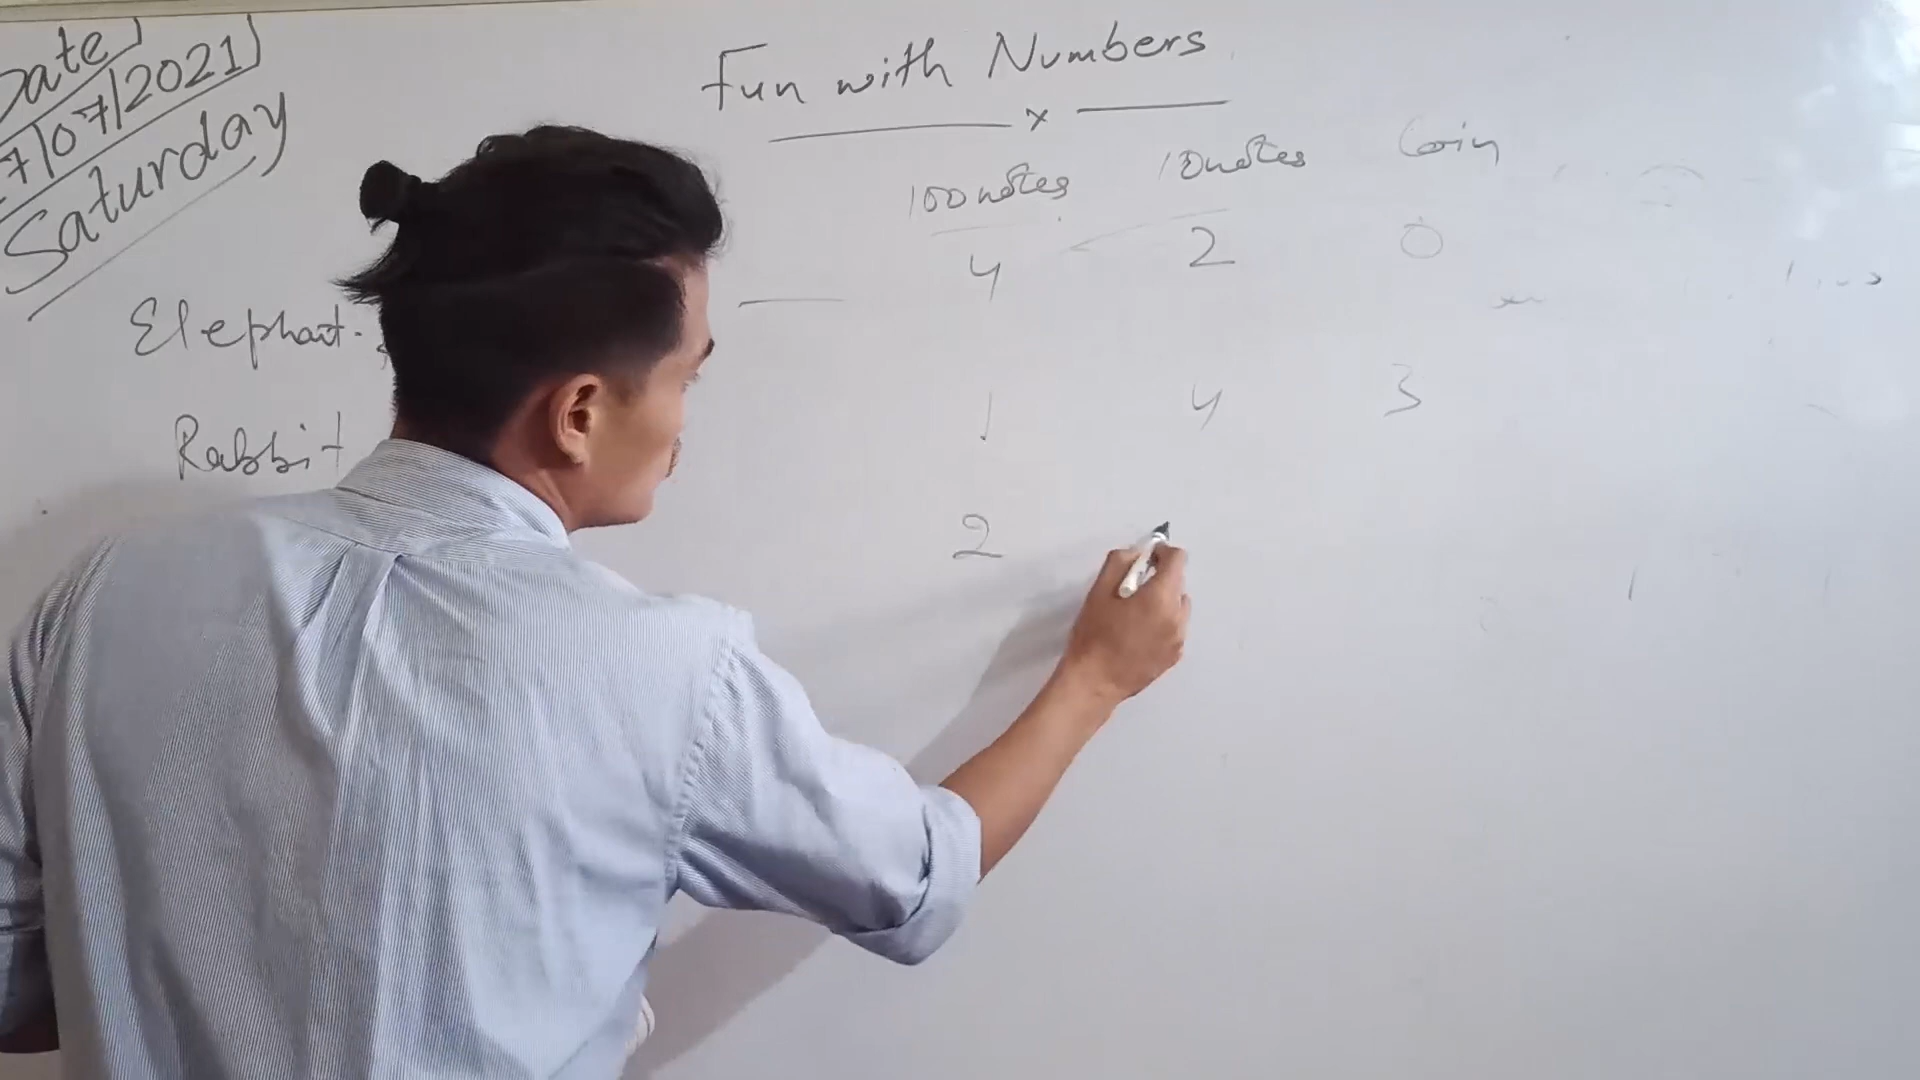 Date
7/07/2021
Saturday
Fun with Numbers
x
100 notes 10 notes Coin
Elephant - 4 2 0
Rabbit 1 4 3
2